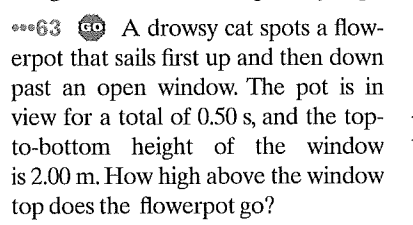 •••63 GO A drowsy cat spots a flow-
erpot that sails first up and then down
past an open window. The pot is in
view for a total of 0.50 s, and the top-
to-bottom height of the window
is 2.00 m. How high above the window
top does the flowerpot go?